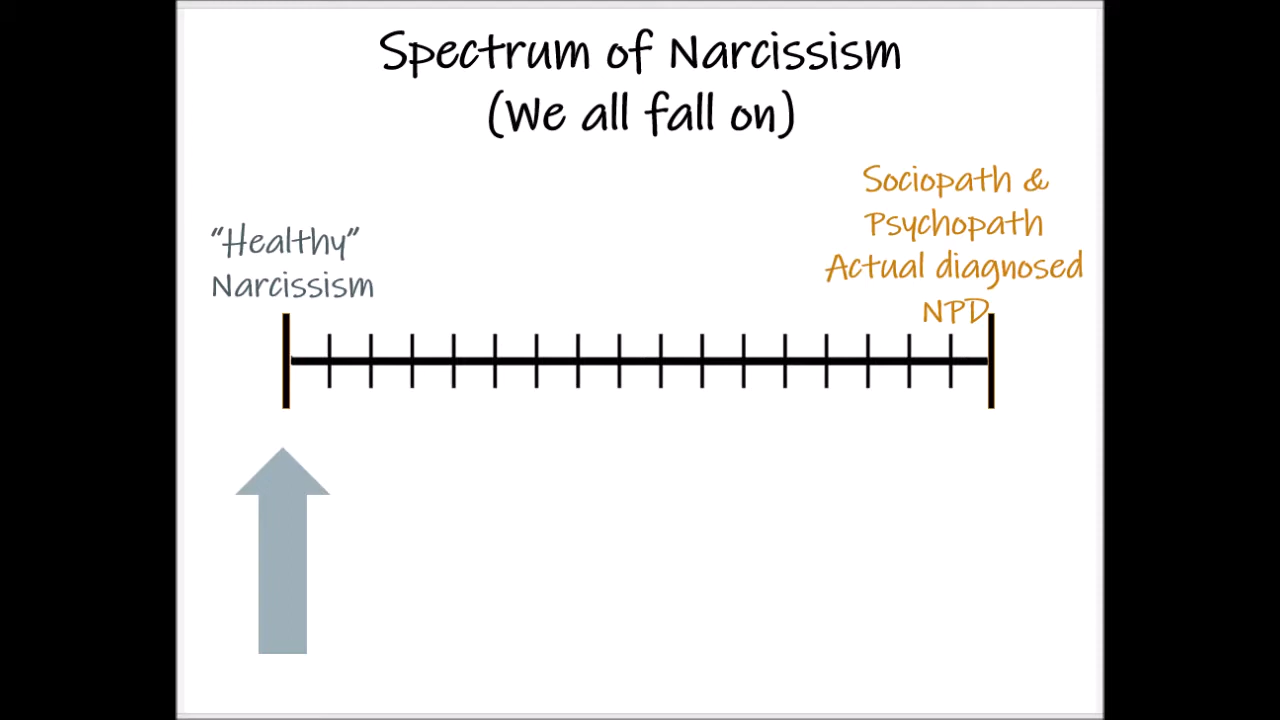 Spectrum of Narcissism
(We all fall on)
"Healthy"
Narcissism
Sociopath &
Psychopath
Actual diagnosed
NPD